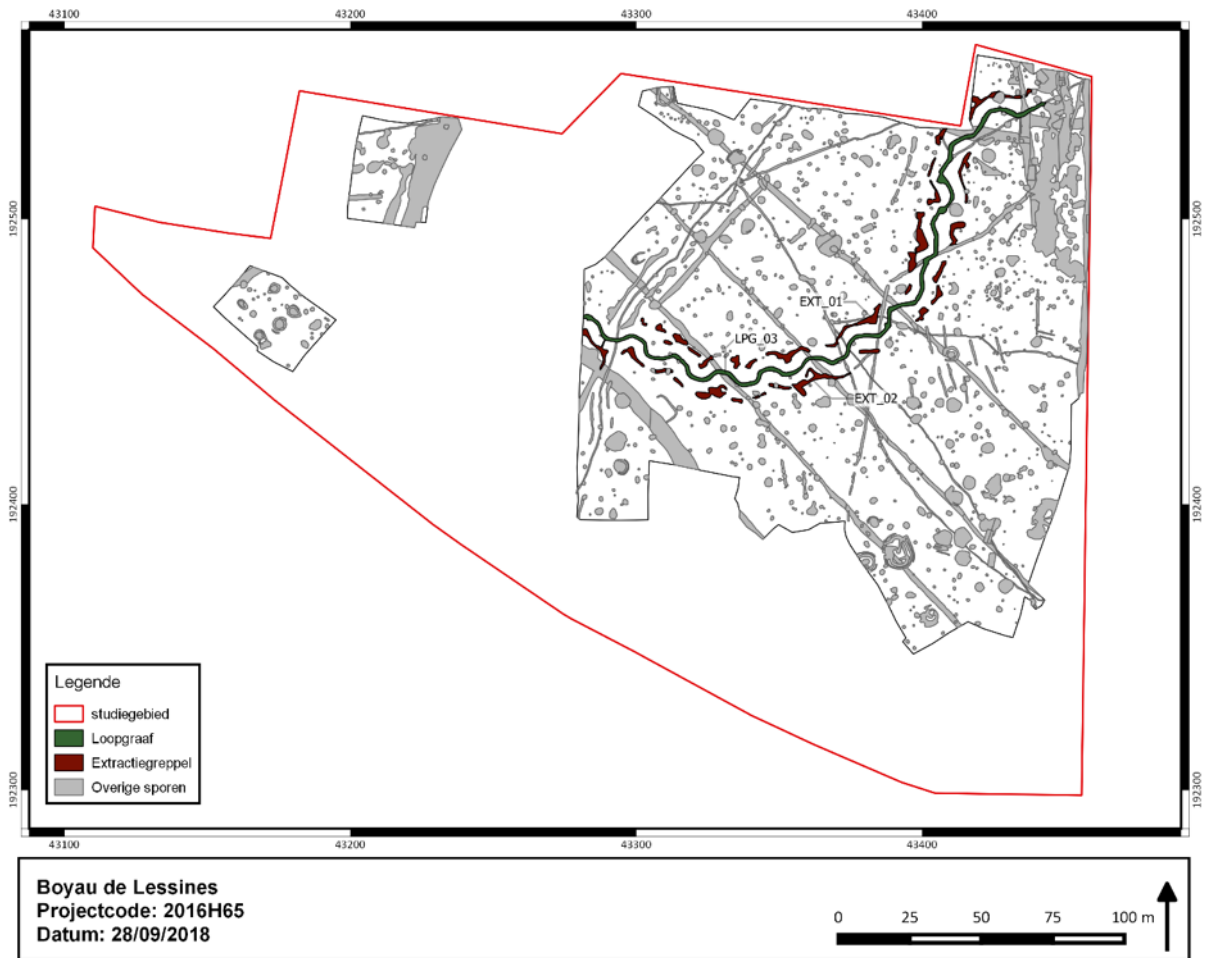 43100 43200 43300 43400
192500
192500
EXT_01
LPG_03
EXT_02
192400
192400
192300
192300
Legende
studiegebied
Loopgraaf
Extractiegreppel
Overige sporen
43100 43200 43300 43400
Boyau de Lessines
Projectcode: 2016H65
Datum: 28/09/2018
0 25 50 75 100 m